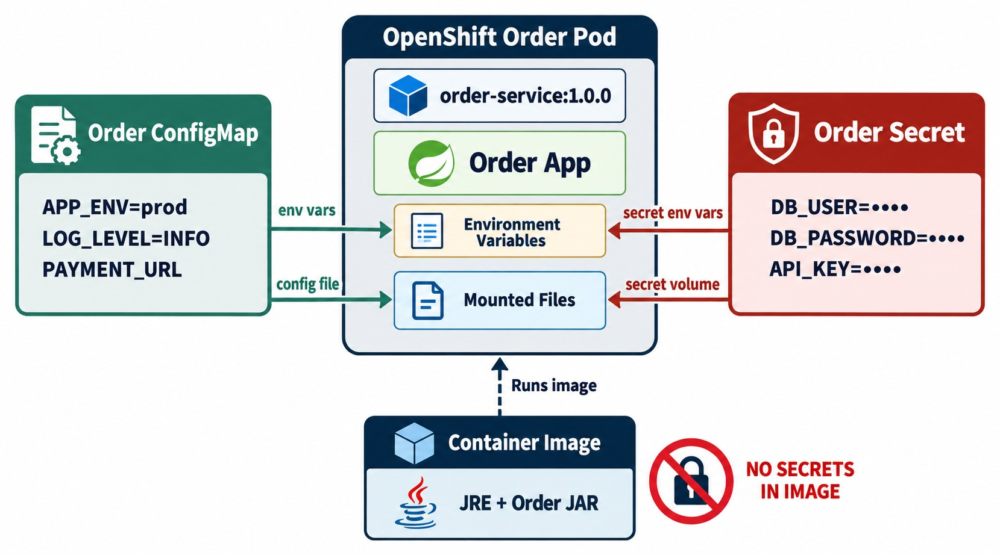 OpenShift Order Pod
order-service:1.0.0
Order App
Environment
Variables
Mounted Files
Order ConfigMap
APP_ENV=prod
LOG_LEVEL=INFO
PAYMENT_URL
env vars
config file
Order Secret
DB_USER=••••
DB_PASSWORD=••••
API_KEY=••••
secret env vars
secret volume
Runs image
Container Image
JRE + Order JAR
NO SECRETS
IN IMAGE